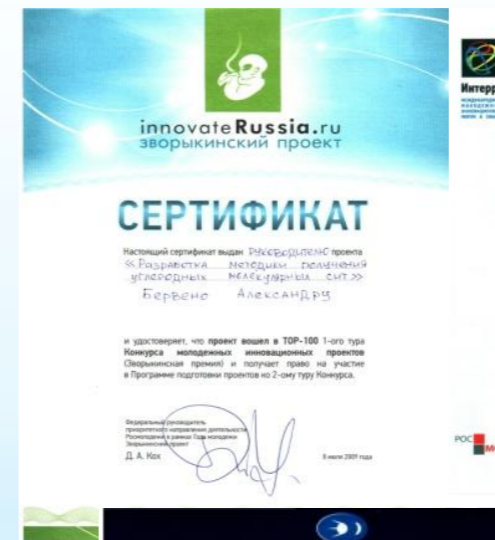 innovateRussia.ru
зворыкинский проект
СЕРТИФИКАТ
Настоящий сертификат выдан Руководителю проекта
«Разработка методики получения
углеродных молекулярных сит»
Бервено Александру
и удостоверяет, что проект вошел в TOP-100 1-ого тура
Конкурса молодежных инновационных проектов
(Зворыкинская премия) и получает право на участие
в Программе подготовки проектов ко 2-ому туру Конкурса.
Федеральный руководитель
приоритетного направления деятельности
Росмолодежи в рамках Года молодежи
Зворыкинский проект
Д. А. Кох
8 июля 2009 года
Интерр
РОС